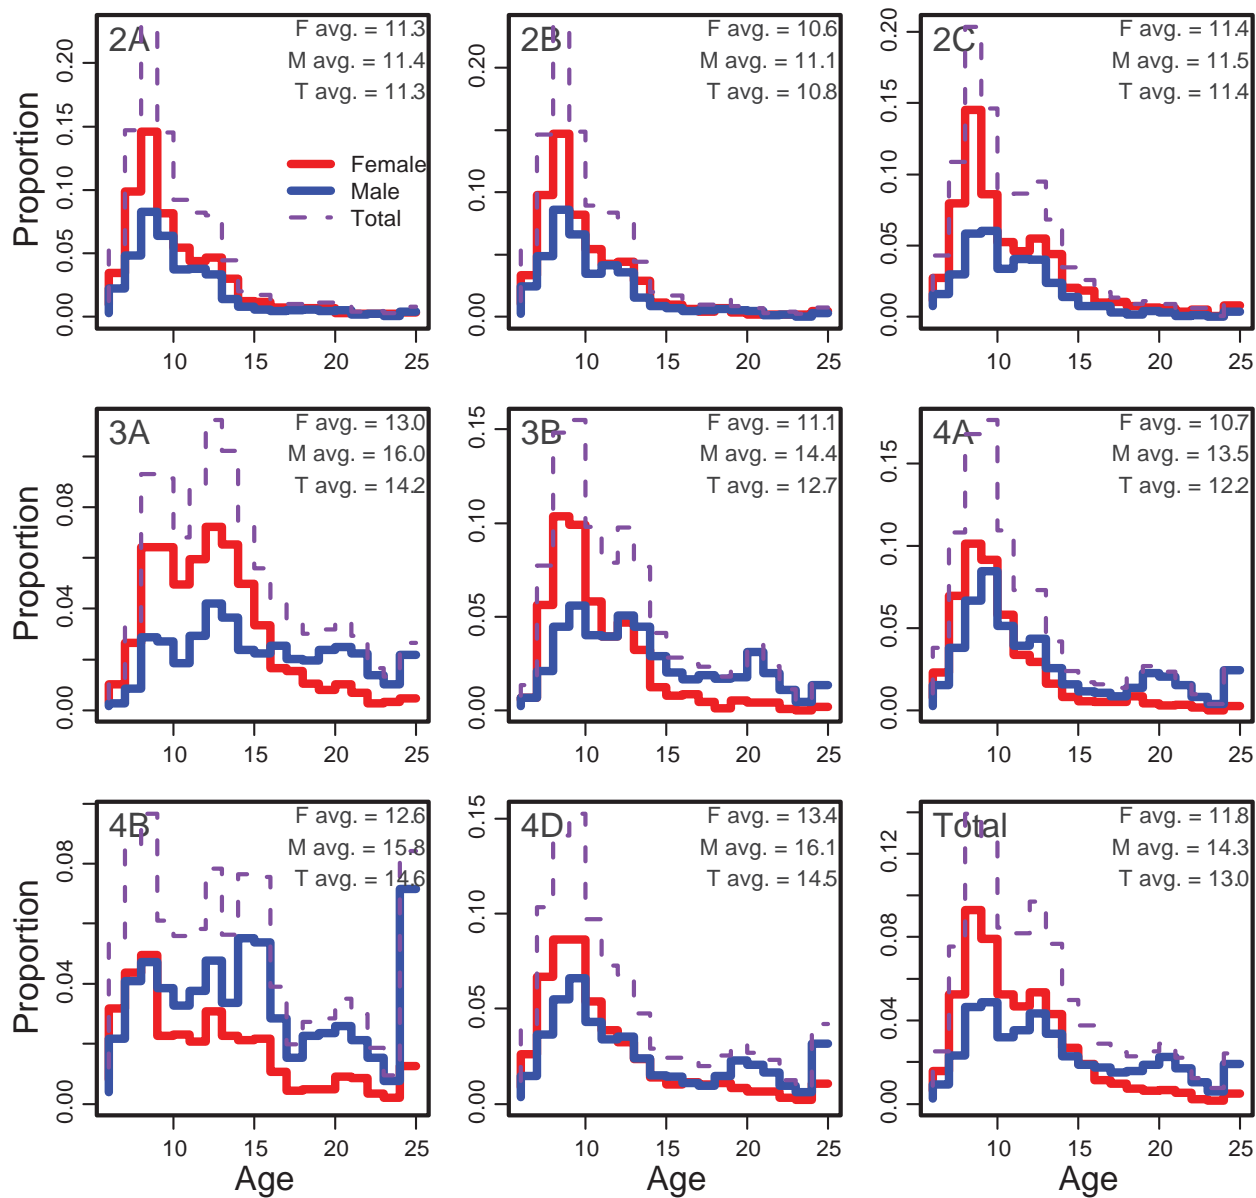 2A
F avg. = 11.3
M avg. = 11.4
T avg. = 11.3
Female
Male
Total
Proportion
0.00
0.05
0.10
0.15
0.20
10
15
20
25
2B
F avg. = 10.6
M avg. = 11.1
T avg. = 10.8
0.00
0.10
0.20
10
15
20
25
2C
F avg. = 11.4
M avg. = 11.5
T avg. = 11.4
0.00
0.05
0.10
0.15
0.20
10
15
20
25
3A
F avg. = 13.0
M avg. = 16.0
T avg. = 14.2
Proportion
0.00
0.04
0.08
10
15
20
25
3B
F avg. = 11.1
M avg. = 14.4
T avg. = 12.7
0.00
0.05
0.10
0.15
10
15
20
25
4A
F avg. = 10.7
M avg. = 13.5
T avg. = 12.2
0.00
0.05
0.10
0.15
10
15
20
25
4B
F avg. = 12.6
M avg. = 15.8
T avg. = 14.6
Proportion
0.00
0.04
0.08
10
15
20
25
Age
4D
F avg. = 13.4
M avg. = 16.1
T avg. = 14.5
0.00
0.05
0.10
0.15
10
15
20
25
Age
Total
F avg. = 11.8
M avg. = 14.3
T avg. = 13.0
0.00
0.04
0.08
0.12
10
15
20
25
Age